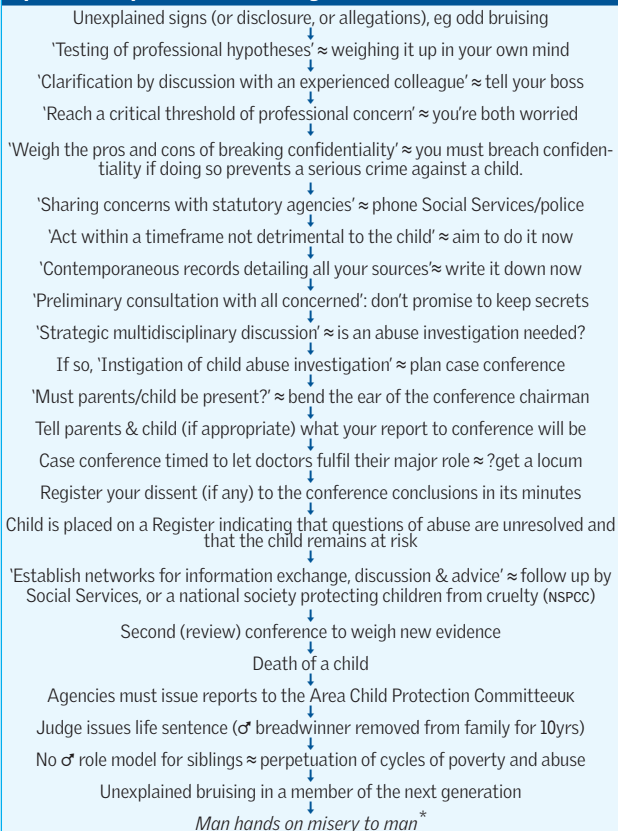 Unexplained signs (or disclosure, or allegations), eg odd bruising
‘Testing of professional hypotheses’ ≈ weighing it up in your own mind
‘Clarification by discussion with an experienced colleague’ ≈ tell your boss
‘Reach a critical threshold of professional concern’ ≈ you’re both worried
‘Weigh the pros and cons of breaking confidentiality’ ≈ you must breach confiden-
tiality if doing so prevents a serious crime against a child.
‘Sharing concerns with statutory agencies’ ≈ phone Social Services/police
‘Act within a timeframe not detrimental to the child’ ≈ aim to do it now
‘Contemporaneous records detailing all your sources’≈ write it down now
‘Preliminary consultation with all concerned’: don’t promise to keep secrets
‘Strategic multidisciplinary discussion’ ≈ is an abuse investigation needed?
If so, ‘Instigation of child abuse investigation’ ≈ plan case conference
‘Must parents/child be present?’ ≈ bend the ear of the conference chairman
Tell parents & child (if appropriate) what your report to conference will be
Case conference timed to let doctors fulfil their major role ≈ ?get a locum
Register your dissent (if any) to the conference conclusions in its minutes
Child is placed on a Register indicating that questions of abuse are unresolved and
that the child remains at risk
‘Establish networks for information exchange, discussion & advice’ ≈ follow up by
Social Services, or a national society protecting children from cruelty (NSPCC)
Second (review) conference to weigh new evidence
Death of a child
Agencies must issue reports to the Area Child Protection CommitteeUK
Judge issues life sentence (♂ breadwinner removed from family for 10yrs)
No ♂ role model for siblings ≈ perpetuation of cycles of poverty and abuse
Unexplained bruising in a member of the next generation
Man hands on misery to man*